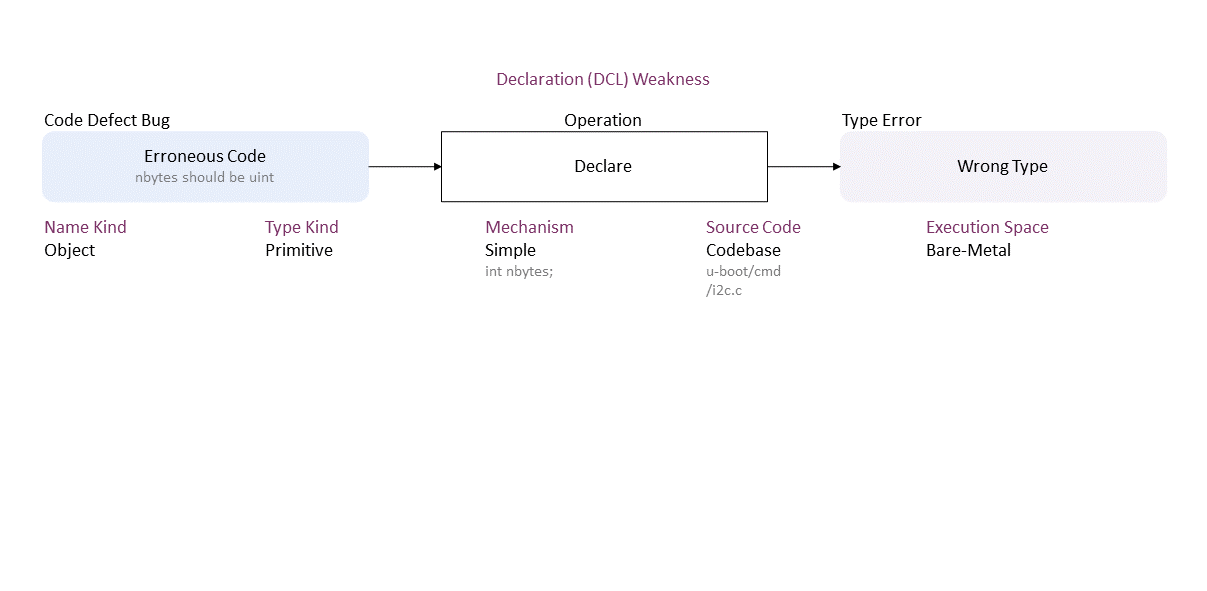 Declaration (DCL) Weakness
Code Defect Bug
Operation
Type Error
Erroneous Code
nbytes should be uint
Declare
Wrong Type
Name Kind
Object
Type Kind
Primitive
Mechanism
Simple
int nbytes;
Source Code
Codebase
u-boot/cmd
/i2c.c
Execution Space
Bare-Metal